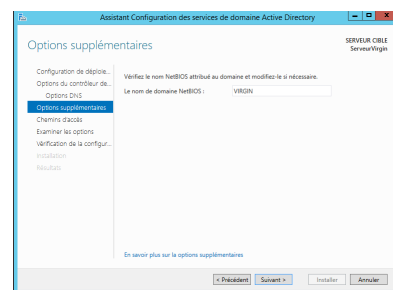 Assistant Configuration des services de domaine Active Directory
Options supplémentaires
SERVEUR CIBLE
ServeurVirgin
Configuration de déploie...
Options du contrôleur de...
Options DNS
Options supplémentaires
Chemins d'accès
Examiner les options
Vérification de la configur...
Installation
Résultats
Vérifiez le nom NetBIOS attribué au domaine et modifiez-le si nécessaire.
Le nom de domaine NetBIOS :
VIRGIN
En savoir plus sur la options supplémentaires
< Précédent
Suivant >
Installer
Annuler